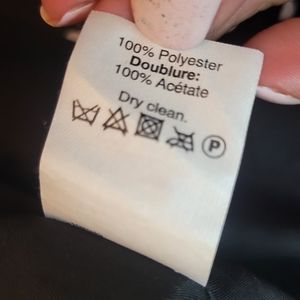 100% Polyester
Doublure:
100% Acétate
Dry clean.
P